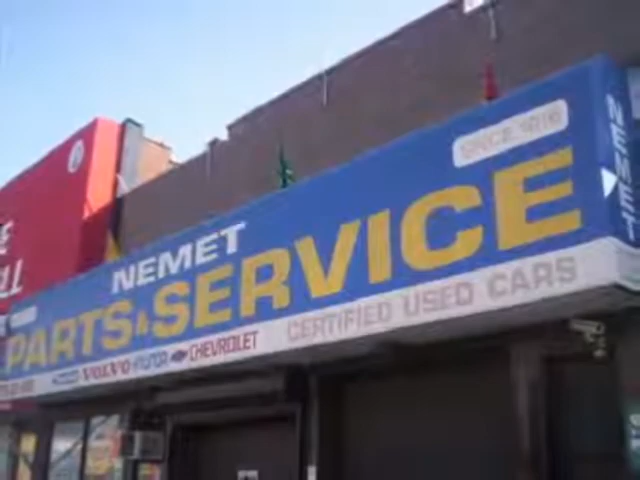 SINCE 1916
NEMET
PARTS & SERVICE
VOLVO CHEVROLET CERTIFIED USED CARS
NEMET